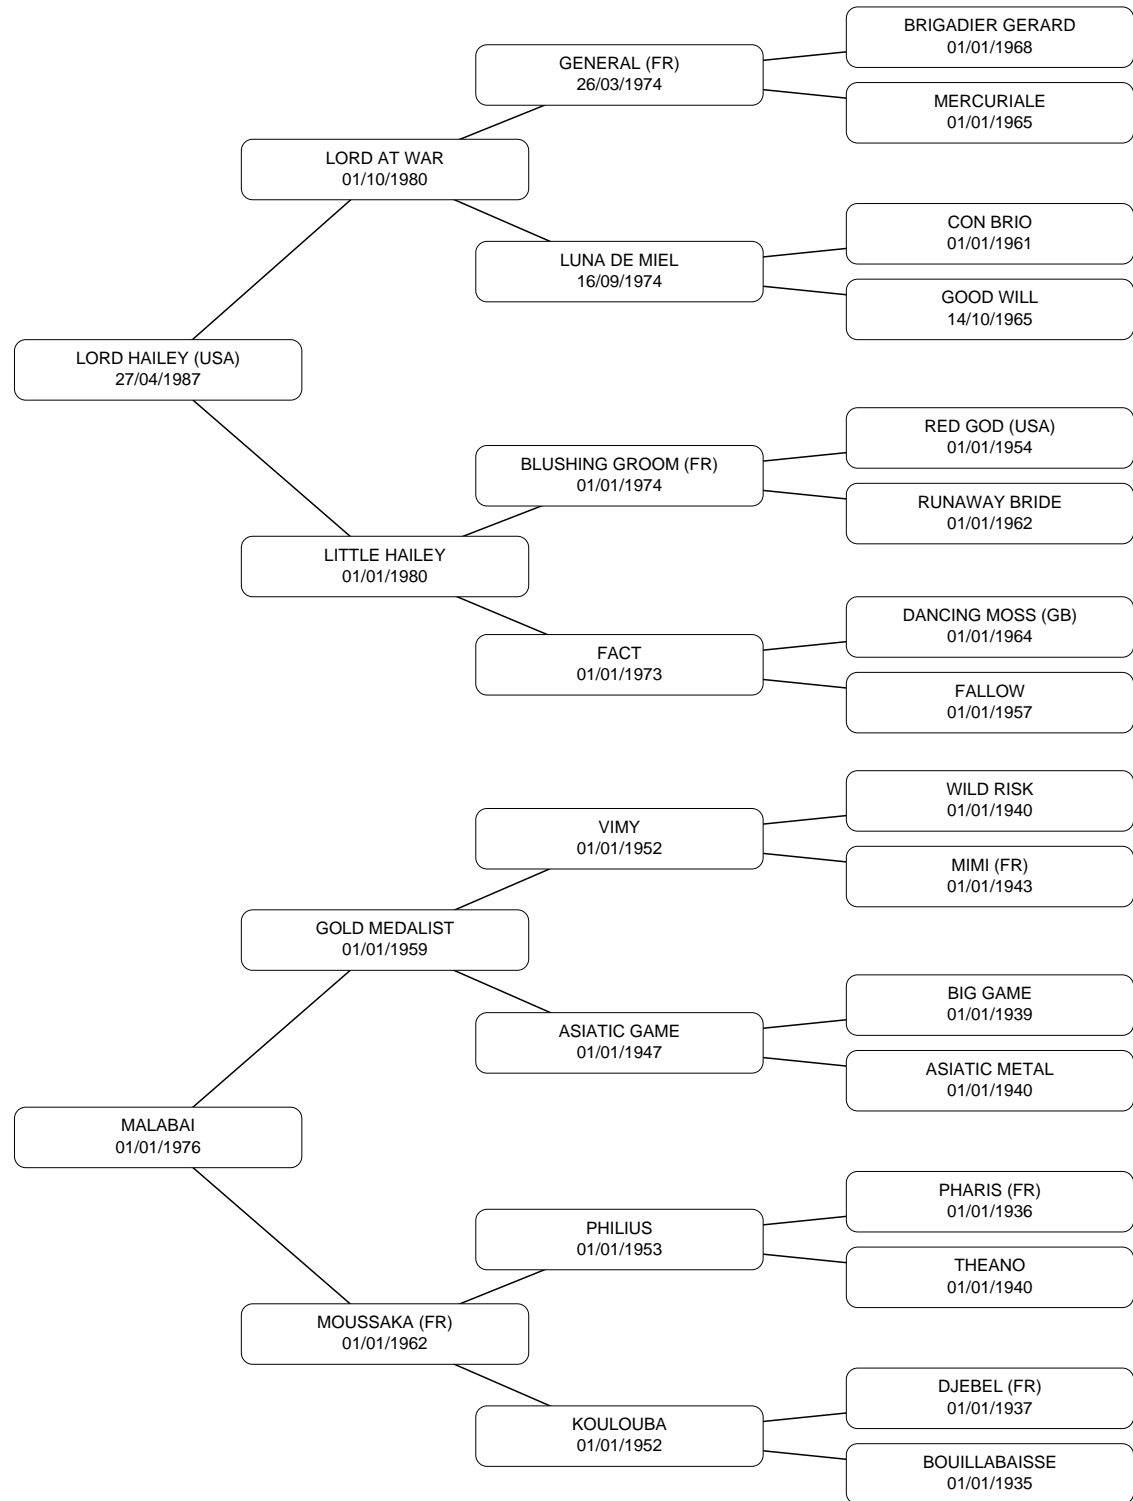 BRIGADIER GERARD
01/01/1968
GENERAL (FR)
26/03/1974
MERCURIALE
01/01/1965
LORD AT WAR
01/10/1980
CON BRIO
01/01/1961
LUNA DE MIEL
16/09/1974
GOOD WILL
14/10/1965
LORD HAILEY (USA)
27/04/1987
RED GOD (USA)
01/01/1954
BLUSHING GROOM (FR)
01/01/1974
RUNAWAY BRIDE
01/01/1962
LITTLE HAILEY
01/01/1980
DANCING MOSS (GB)
01/01/1964
FACT
01/01/1973
FALLOW
01/01/1957
WILD RISK
01/01/1940
VIMY
01/01/1952
MIMI (FR)
01/01/1943
GOLD MEDALIST
01/01/1959
BIG GAME
01/01/1939
ASIATIC GAME
01/01/1947
ASIATIC METAL
01/01/1940
MALABAI
01/01/1976
PHARIS (FR)
01/01/1936
PHILIUS
01/01/1953
THEANO
01/01/1940
MOUSSAKA (FR)
01/01/1962
DJEBEL (FR)
01/01/1937
KOULOUBA
01/01/1952
BOUILLABAISSE
01/01/1935